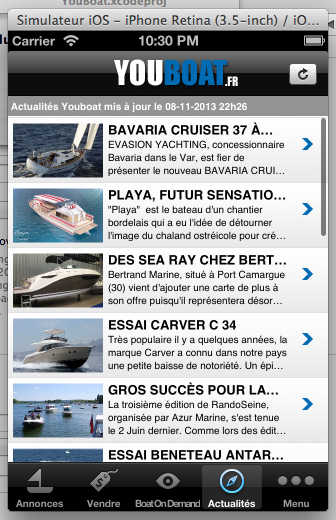 YouBoat.xcodeproj
Simulateur iOS - iPhone Retina (3.5-inch) / iO...
Carrier 10:30 PM
YOUBOAT.FR
Actualités Youboat mis à jour le 08-11-2013 22h26
BAVARIA CRUISER 37 À...
EVASION YACHTING, concessionnaire
Bavaria dans le Var, est fier de
présenter le nouveau BAVARIA CRUI...
PLAYA, FUTUR SENSATIO...
"Playa" est le bateau d'un chantier
bordelais qui a eu l'idée de détourner
l'image du chaland ostréicole pour cré...
DES SEA RAY CHEZ BERT...
Bertrand Marine, situé à Port Camargue
(30) vient d'ajouter une carte de plus à
son offre puisqu'il représentera désor...
ESSAI CARVER C 34
Très populaire il y a quelques années, la
marque Carver a connu dans notre pays
une petite baisse de notoriété. Un épi...
GROS SUCCÈS POUR LA...
La troisième édition de RandoSeine,
organisée par Azur Marine, s'est tenue
le 2 Juin dernier. Comme lors des édit...
ESSAI BENETEAU ANTAR...
Annonces Vendre BoatOnDemand Actualités Menu